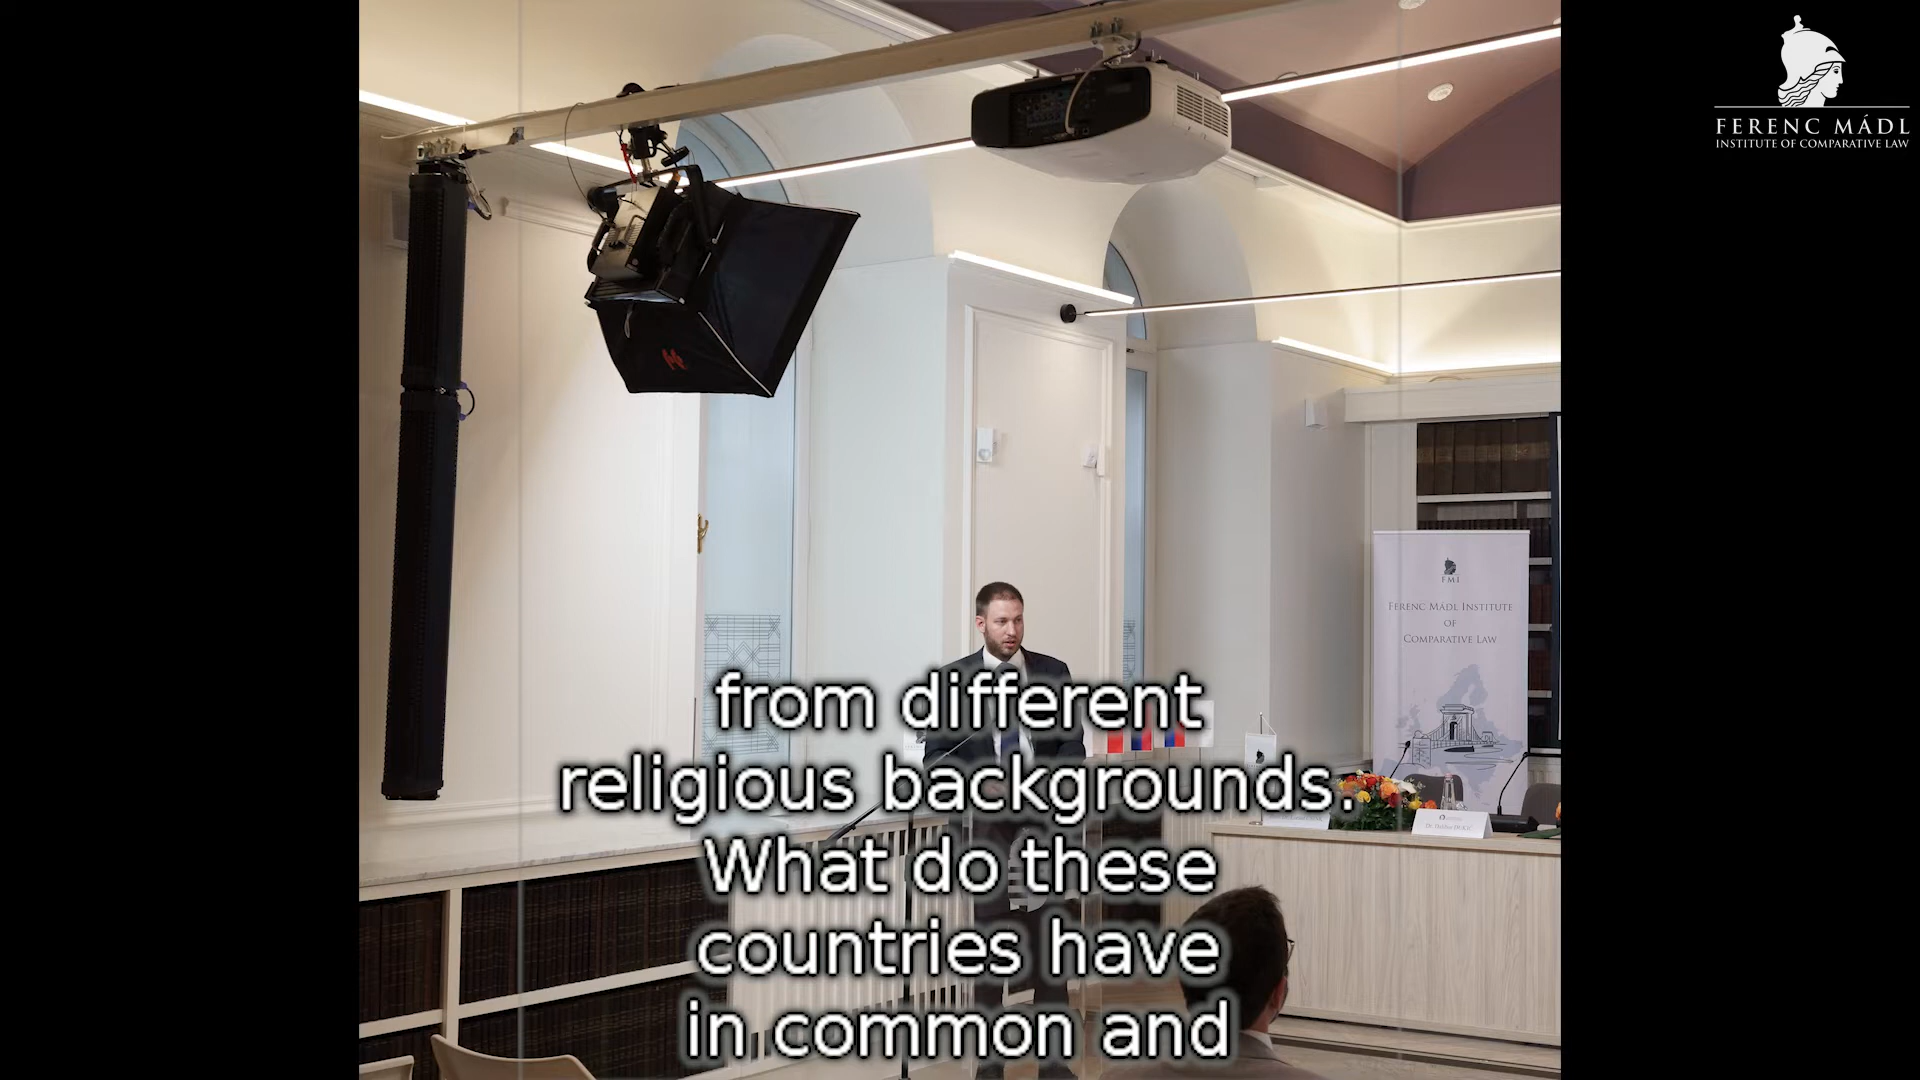 FERENC MÁDL
INSTITUTE OF COMPARATIVE LAW
FMI
FERENC MÁDL INSTITUTE
OF
COMPARATIVE LAW
from different
religious backgrounds.
What do these
countries have
in common and